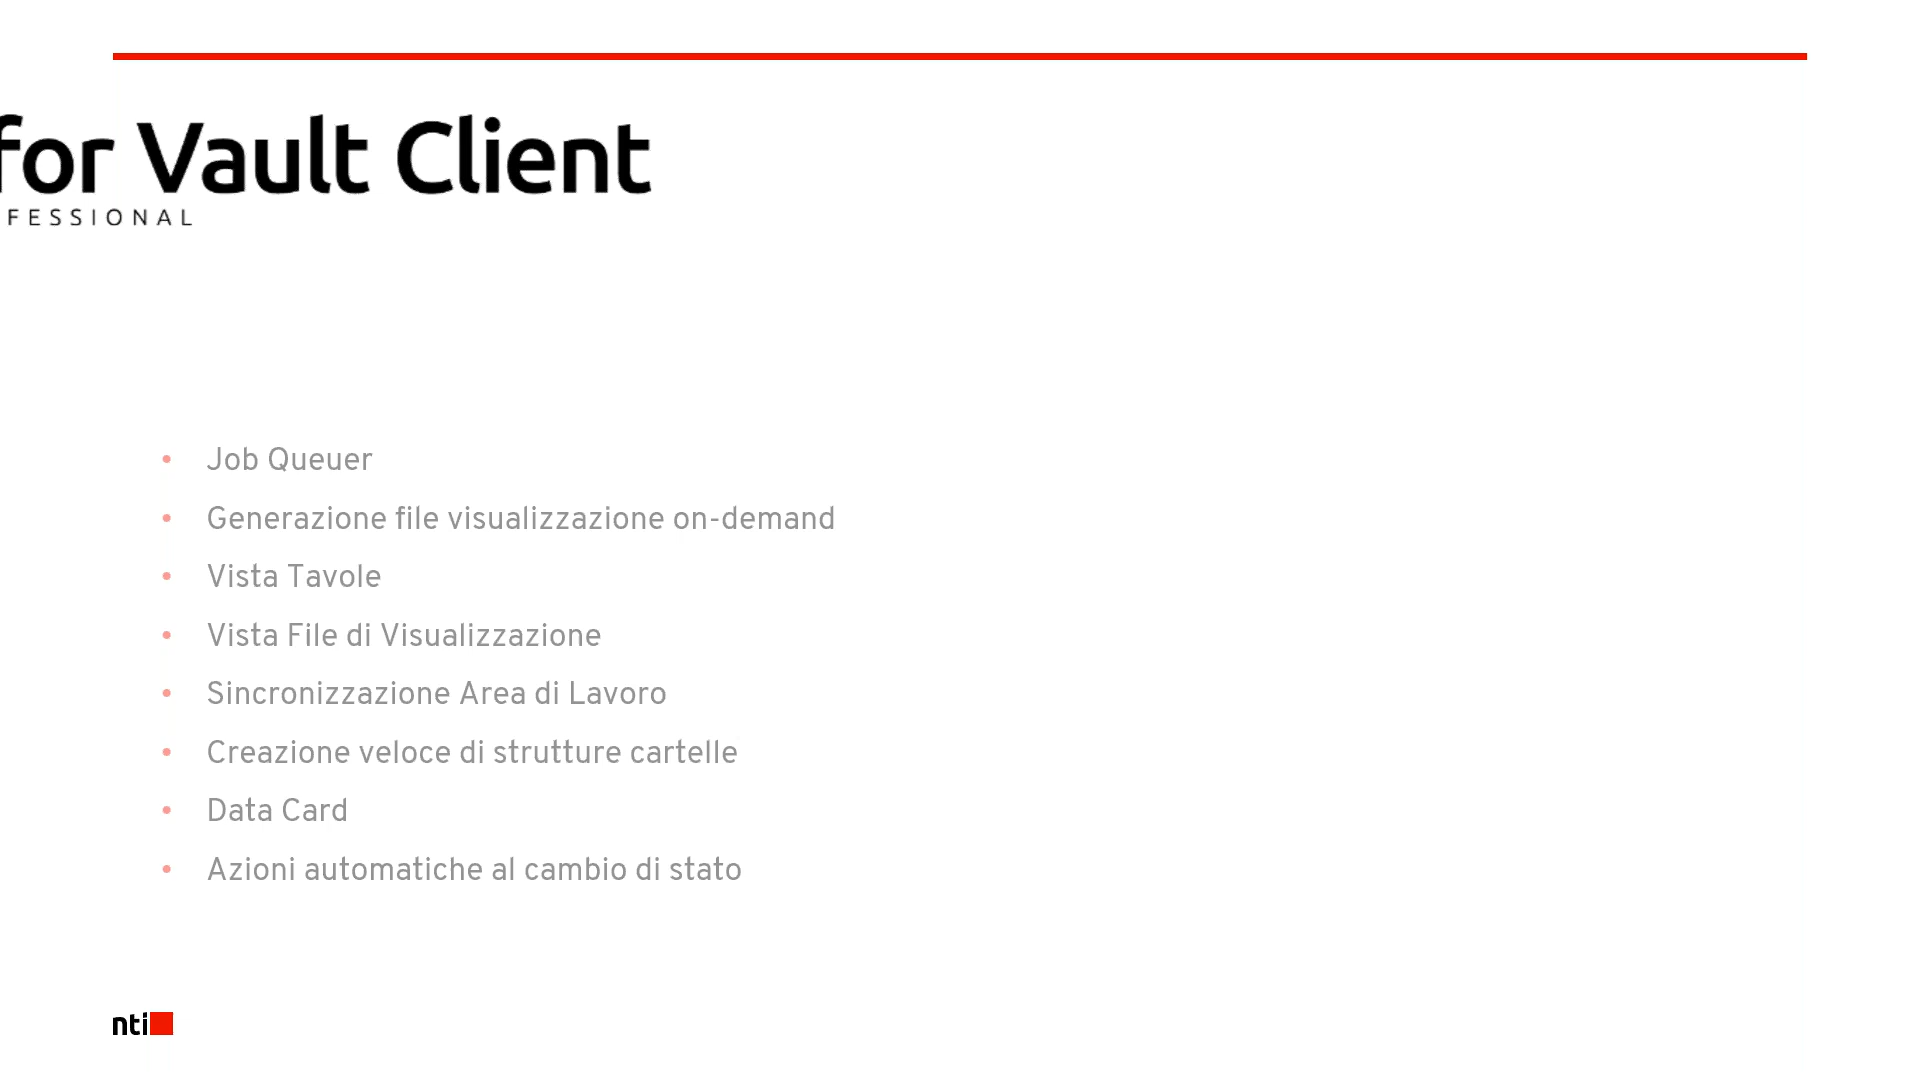 for Vault Client
FESSIONAL
• Job Queuer
• Generazione file visualizzazione on-demand
• Vista Tavole
• Vista File di Visualizzazione
• Sincronizzazione Area di Lavoro
• Creazione veloce di strutture cartelle
• Data Card
• Azioni automatiche al cambio di stato
nti